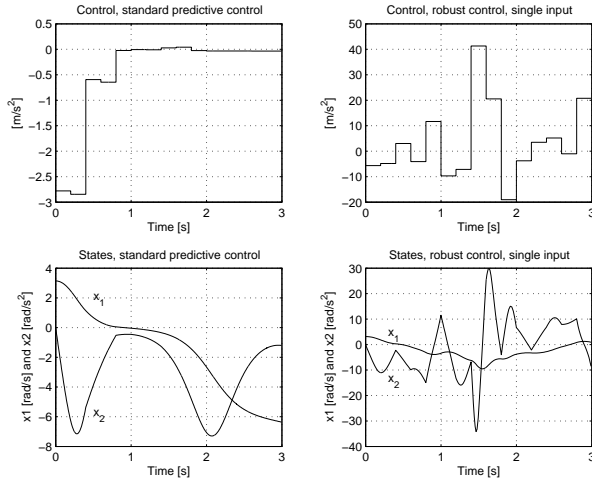 Control, standard predictive control
0.5
0
−0.5
−1
−1.5
−2
−2.5
−3
[m/s²]
0
1
2
3
Time [s]
Control, robust control, single input
50
40
30
20
10
0
−10
−20
[m/s²]
0
1
2
3
Time [s]
States, standard predictive control
4
2
0
−2
−4
−6
−8
x1 [rad/s] and x2 [rad/s²]
x₁
x₂
0
1
2
3
Time [s]
States, robust control, single input
30
20
10
0
−10
−20
−30
−40
x1 [rad/s] and x2 [rad/s²]
x₁
x₂
0
1
2
3
Time [s]